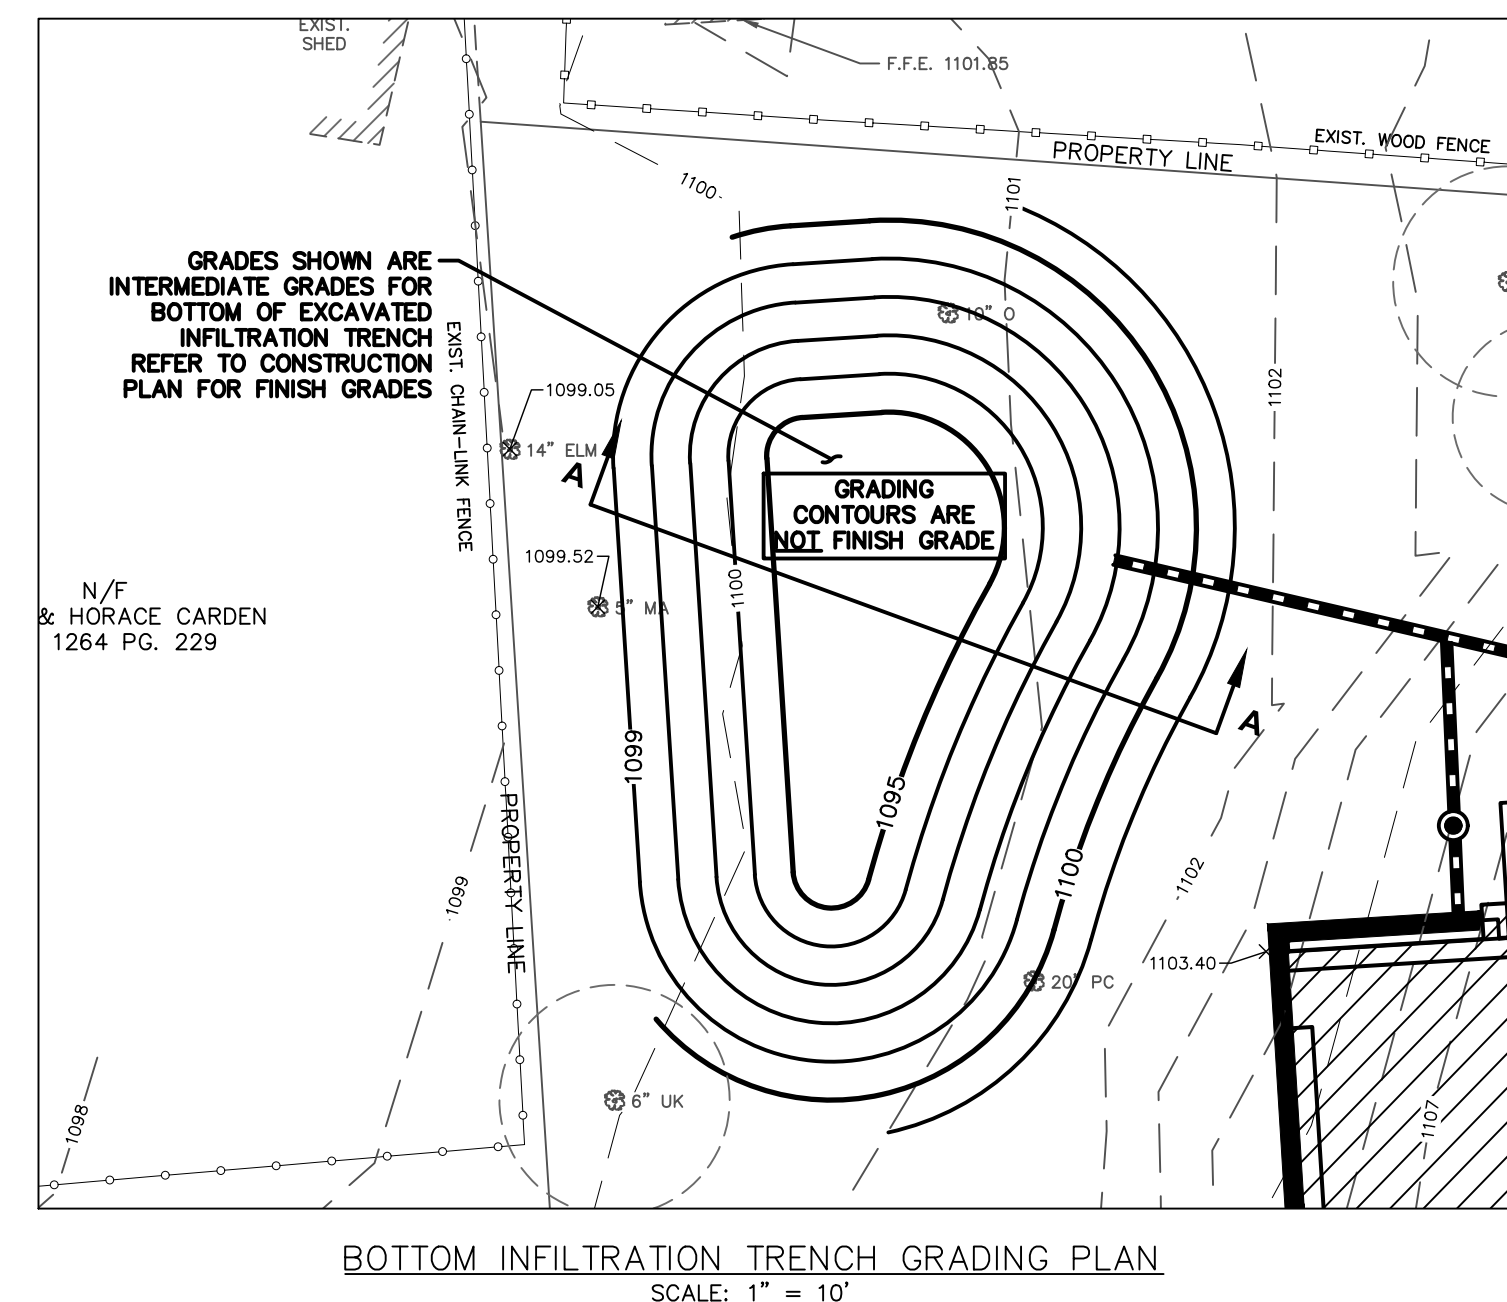 EXIST.
SHED
F.F.E. 1101.85
EXIST. WOOD FENCE
PROPERTY LINE
1100
1101
GRADES SHOWN ARE
INTERMEDIATE GRADES FOR
BOTTOM OF EXCAVATED
INFILTRATION TRENCH
REFER TO CONSTRUCTION
PLAN FOR FINISH GRADES
EXIST. CHAIN-LINK FENCE
10" O
1102
1099.05
14" ELM
A
GRADING
CONTOURS ARE
NOT FINISH GRADE
1099.52
5" MA
1100
N/F
& HORACE CARDEN
1264 PG. 229
A
1099
1095
PROPERTY LINE
1099
1100
1102
1103.40
20" PC
6" UK
1098
1107
BOTTOM INFILTRATION TRENCH GRADING PLAN
SCALE: 1" = 10'